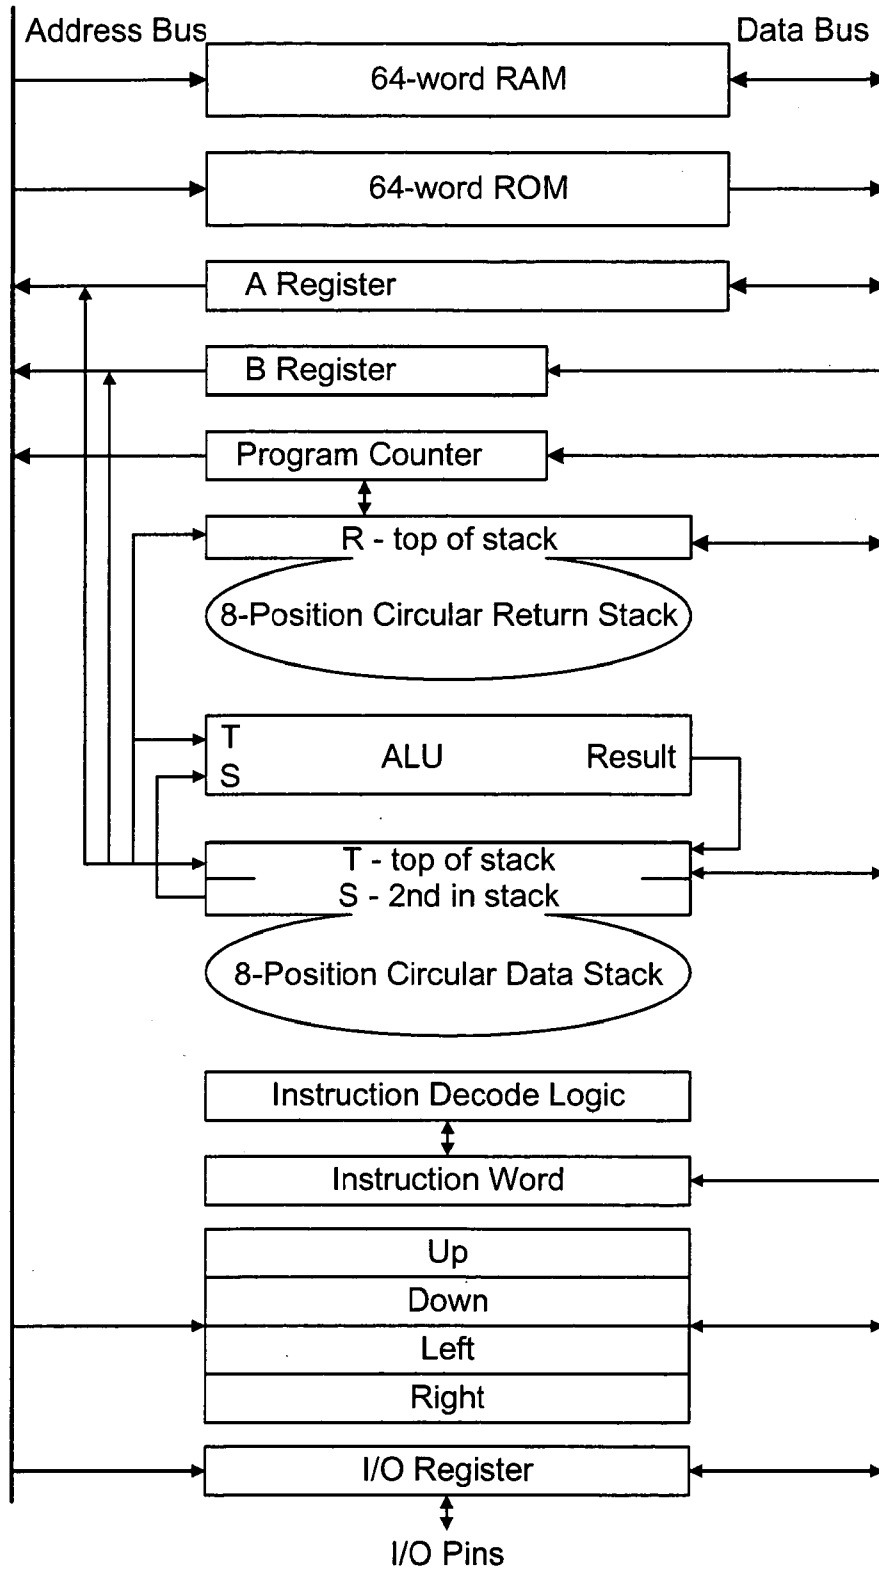 Address Bus
Data Bus
64-word RAM
64-word ROM
A Register
B Register
Program Counter
R - top of stack
8-Position Circular Return Stack
T
ALU
Result
S
T - top of stack
S - 2nd in stack
8-Position Circular Data Stack
Instruction Decode Logic
Instruction Word
Up
Down
Left
Right
I/O Register
I/O Pins